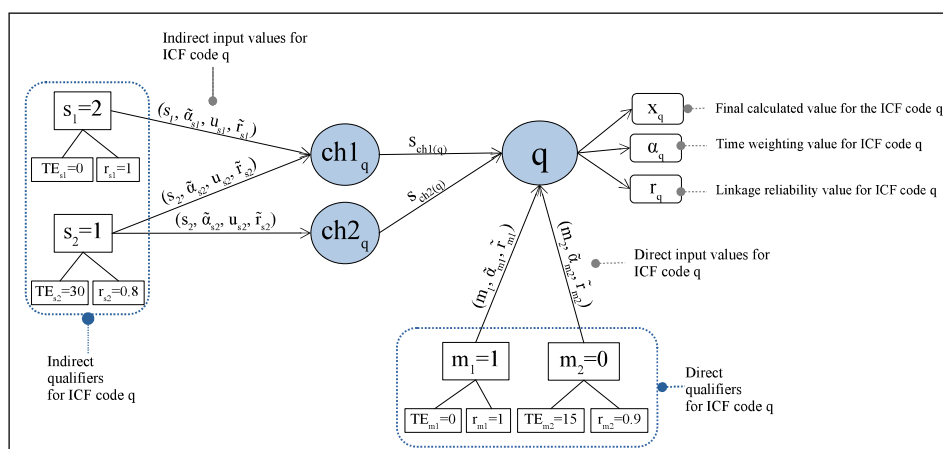 Indirect input values for
ICF code q
s₁=2
TEₛ₁=0
rₛ₁=1
(s₁, α̃ₛ₁, uₛ₁, r̃ₛ₁)
(s₂, α̃ₛ₂, uₛ₂, r̃ₛ₂)
s₂=1
(s₂, α̃ₛ₂, uₛ₂, r̃ₛ₂)
TEₛ₂=30
rₛ₂=0.8
Indirect
qualifiers
for ICF code q
ch1q
ch2q
s ch1(q)
s ch2(q)
q
xq
Final calculated value for the ICF code q
αq
Time weighting value for ICF code q
rq
Linkage reliability value for ICF code q
(m₁, α̃m1, r̃m1)
(m₂, α̃m2, r̃m2)
Direct input values for
ICF code q
m₁=1
TEm1=0
rm1=1
m₂=0
TEm2=15
rm2=0.9
Direct
qualifiers
for ICF code q